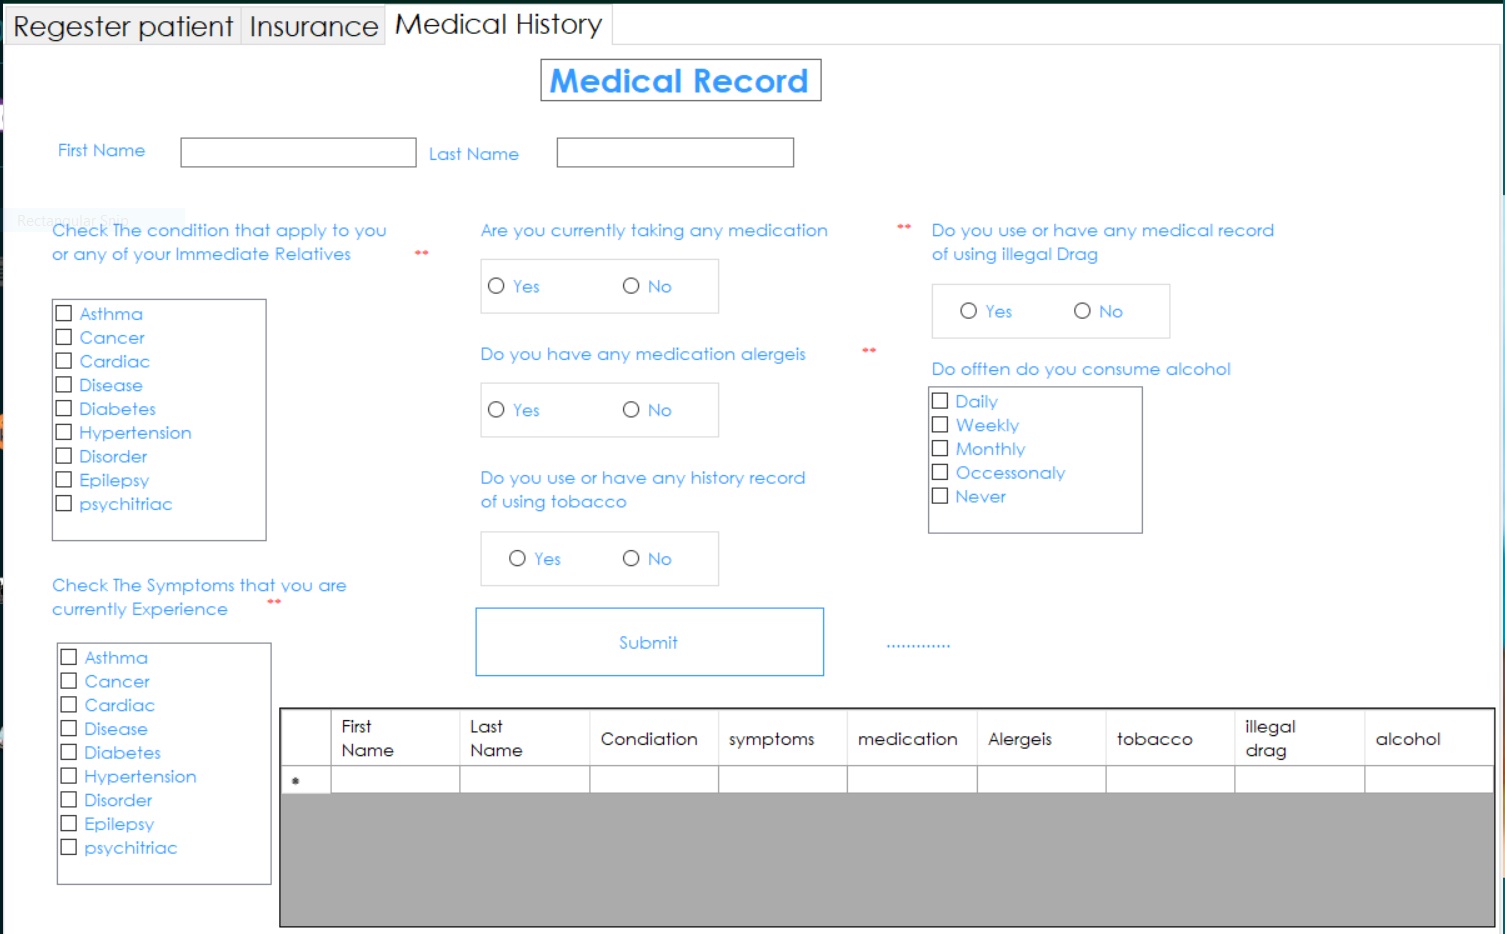 Regester patient Insurance Medical History
Medical Record
First Name
Last Name
Rectangular Snip
Check The condition that apply to you
or any of your Immediate Relatives **
Asthma
Cancer
Cardiac
Disease
Diabetes
Hypertension
Disorder
Epilepsy
psychitriac
Check The Symptoms that you are
currently Experience **
Asthma
Cancer
Cardiac
Disease
Diabetes
Hypertension
Disorder
Epilepsy
psychitriac
Are you currently taking any medication **
Yes No
Do you have any medication alergeis **
Yes No
Do you use or have any history record
of using tobacco
Yes No
Submit .............
Do you use or have any medical record
of using illegal Drag
Yes No
Do offten do you consume alcohol
Daily
Weekly
Monthly
Occessonaly
Never
First
Name
Last
Name
Condiation
symptoms
medication
Alergeis
tobacco
illegal
drag
alcohol
*